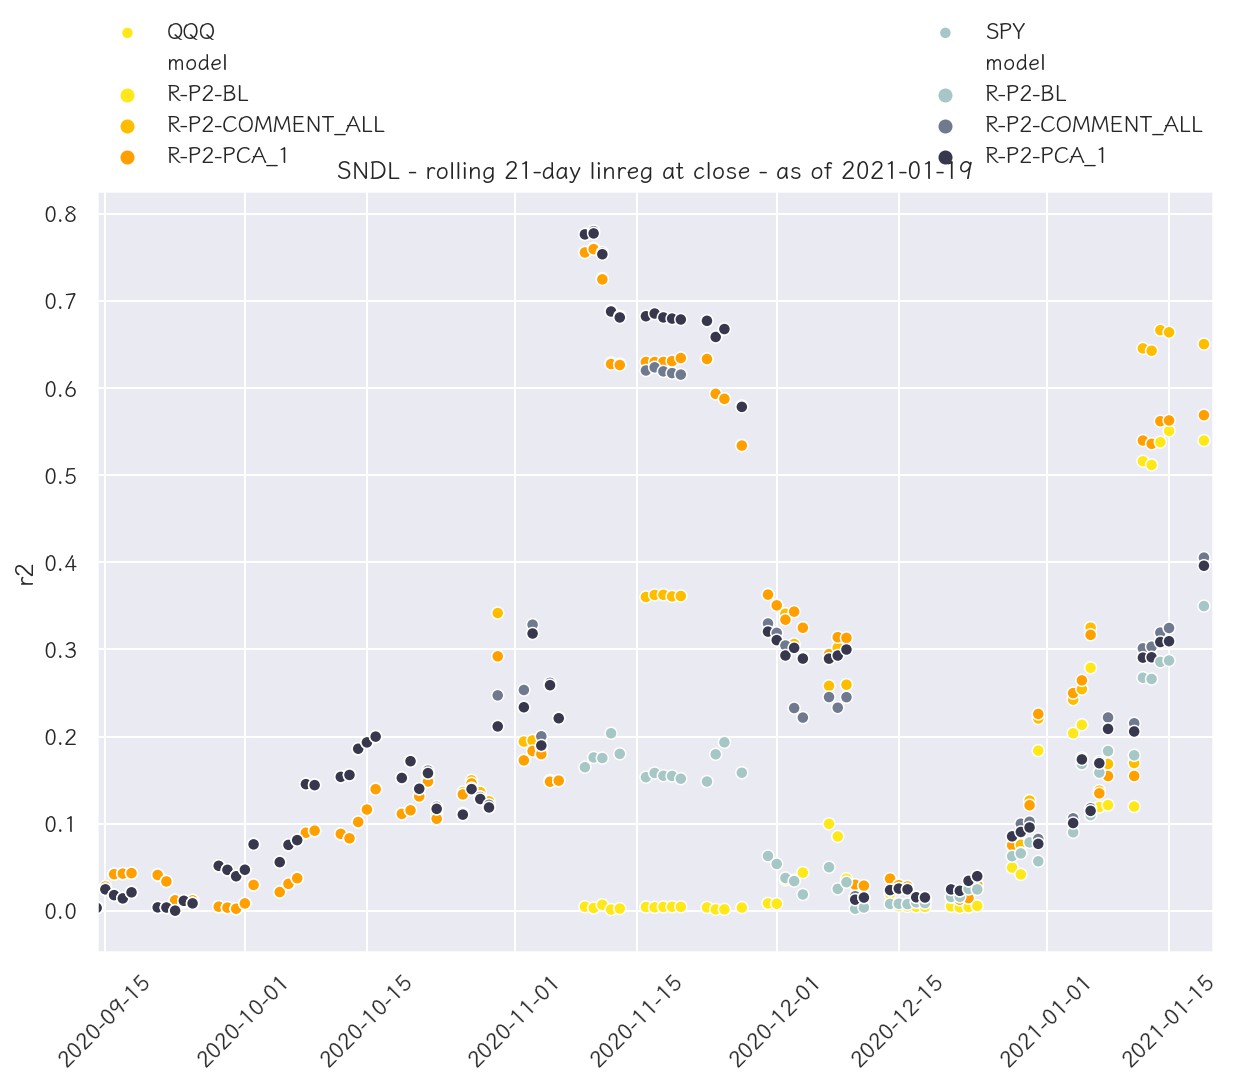 QQQ
model
R-P2-BL
R-P2-COMMENT_ALL
R-P2-PCA_1
SPY
model
R-P2-BL
R-P2-COMMENT_ALL
R-P2-PCA_1
SNDL - rolling 21-day linreg at close - as of 2021-01-19
0.8
0.7
0.6
0.5
0.4
0.3
0.2
0.1
0.0
r2
2020-09-15
2020-10-01
2020-10-15
2020-11-01
2020-11-15
2020-12-01
2020-12-15
2021-01-01
2021-01-15